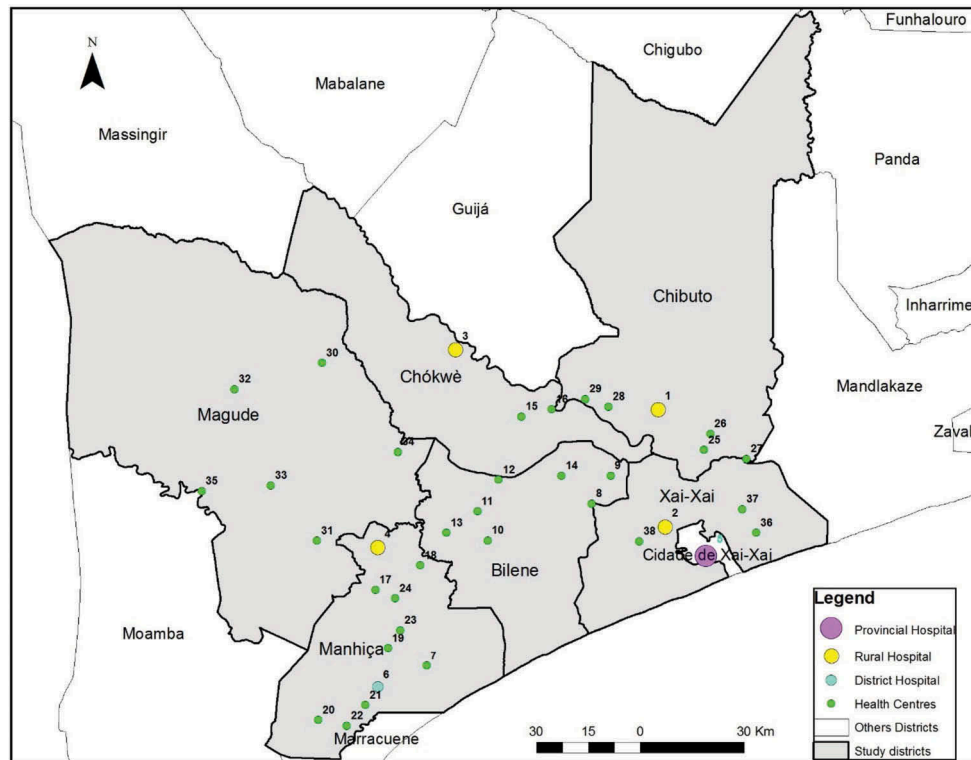 Funhalouro
N
Chigubo
Mabalane
Massingir
Panda
Guijá
Chibuto
Inharrime
3
30
Chókwè
Mandlakaze
32
29
28
1
15
Magude
26
Zaval
25
27
34
12
14
9
33
35
Xai-Xai
8
37
11
2
36
13
10
38
31
4
Cidade de Xai-Xai
18
Bilene
17
24
Moamba
23
Manhiça
19
7
6
21
20
22
Marracuene
Legend
Provincial Hospital
Rural Hospital
District Hospital
Health Centres
Others Districts
Study districts
30 15 0 30 Km